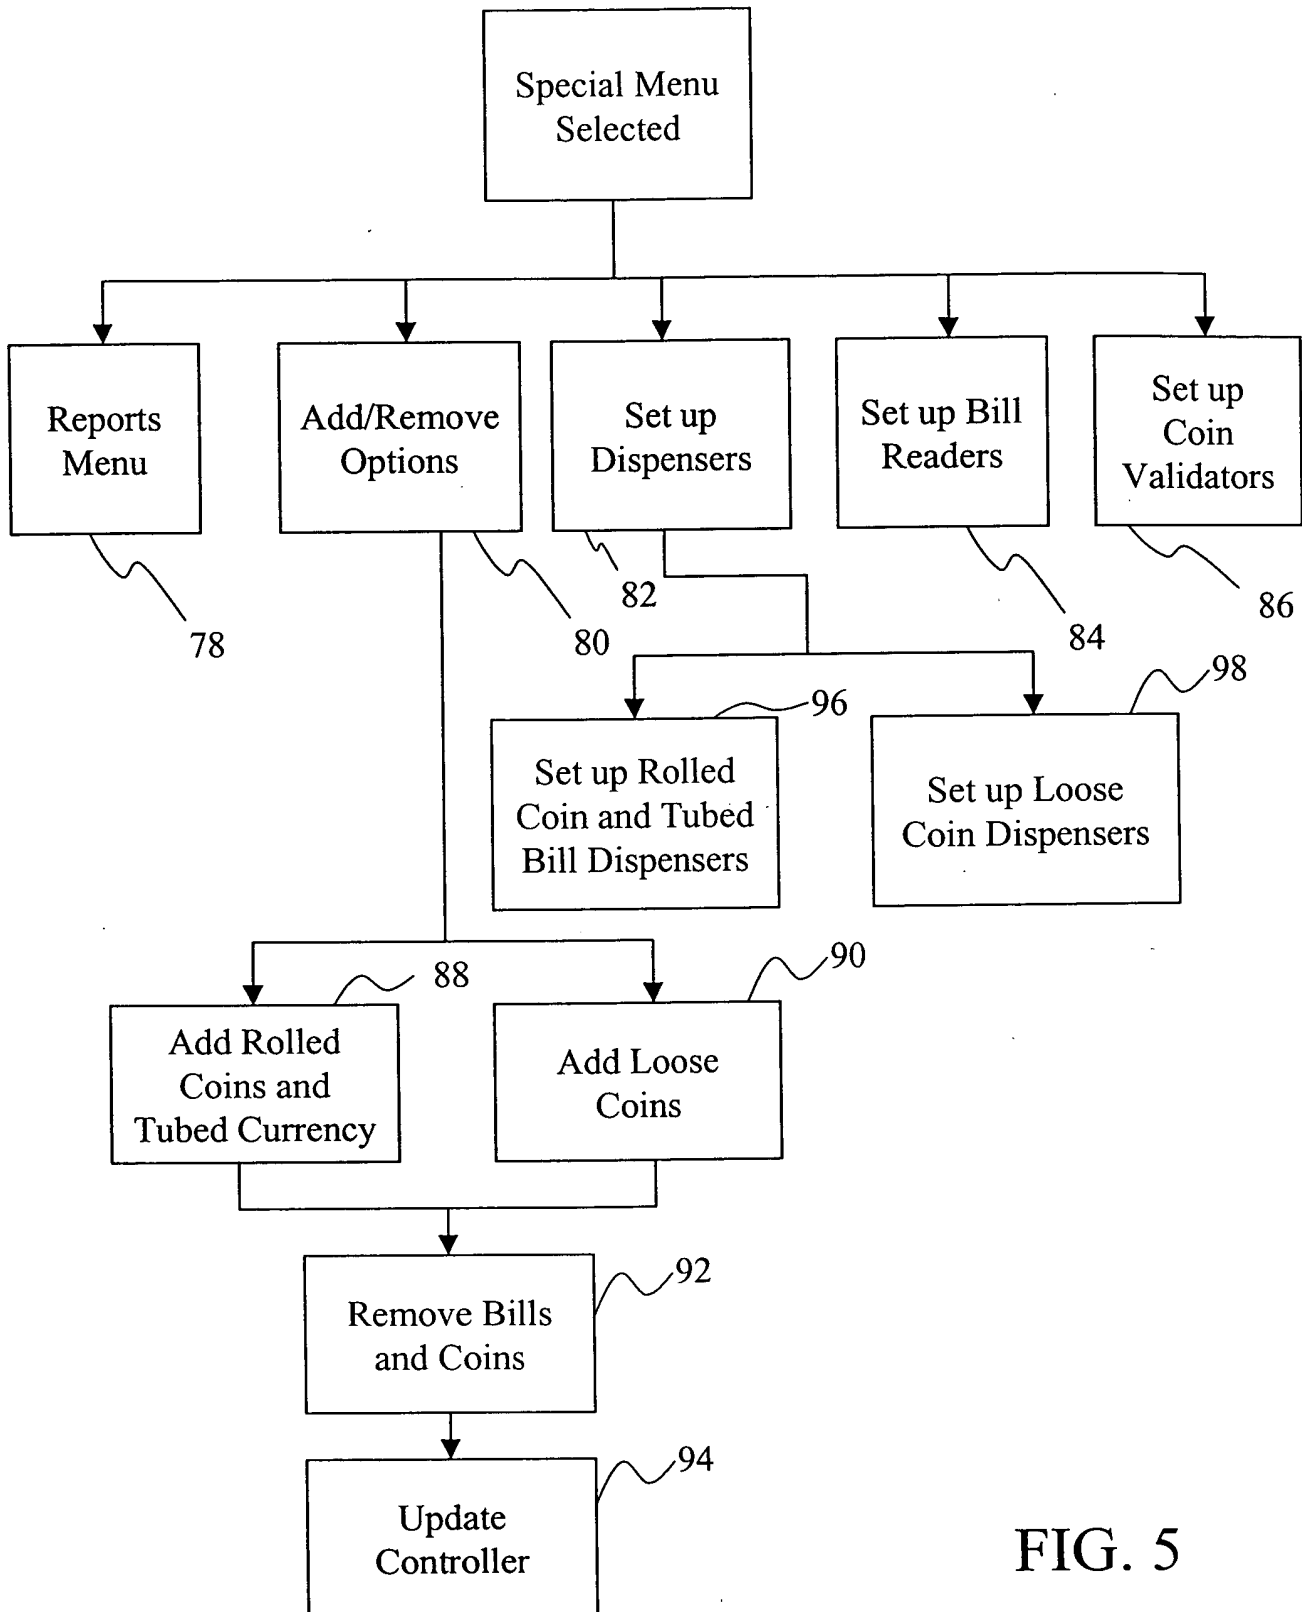 Special Menu
Selected
Reports
Menu
Add/Remove
Options
Set up
Dispensers
Set up Bill
Readers
Set up
Coin
Validators
78
80
82
84
86
96
98
Set up Rolled
Coin and Tubed
Bill Dispensers
Set up Loose
Coin Dispensers
88
90
Add Rolled
Coins and
Tubed Currency
Add Loose
Coins
92
Remove Bills
and Coins
94
Update
Controller
FIG. 5